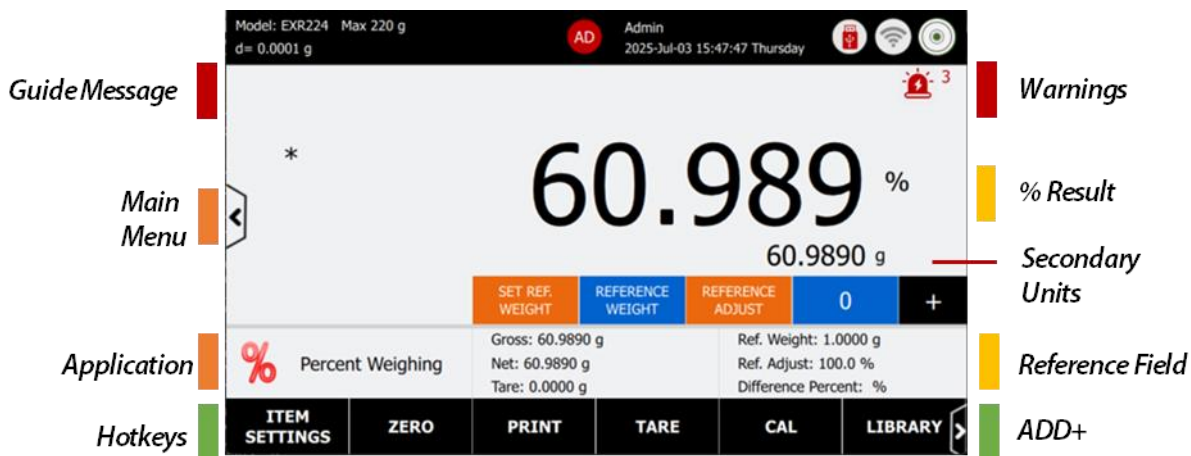 Model: EXR224 Max 220 g
d= 0.0001 g
AD
Admin
2025-Jul-03 15:47:47 Thursday
Guide Message
3
Warnings
*
60.989 %
Main
Menu
% Result
60.9890 g
Secondary
Units
SET REF.
WEIGHT
REFERENCE
WEIGHT
REFERENCE
ADJUST
0
+
Application
% Percent Weighing
Gross: 60.9890 g
Net: 60.9890 g
Tare: 0.0000 g
Ref. Weight: 1.0000 g
Ref. Adjust: 100.0 %
Difference Percent: %
Reference Field
Hotkeys
ITEM
SETTINGS
ZERO
PRINT
TARE
CAL
LIBRARY
ADD+